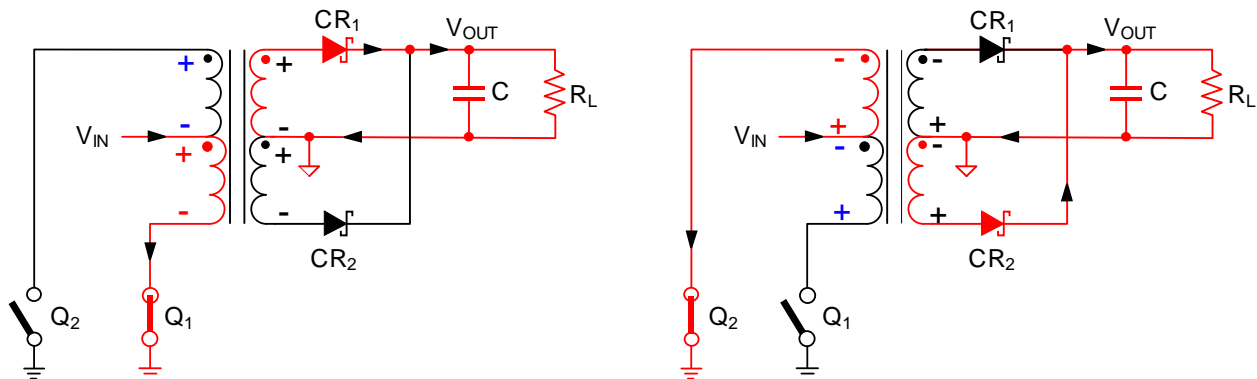 CR1
VOUT
+
+
-
C
RL
VIN
-
+
+
-
-
CR2
Q2
Q1
CR1
VOUT
-
-
+
+
C
RL
VIN
-
-
+
+
CR2
Q2
Q1